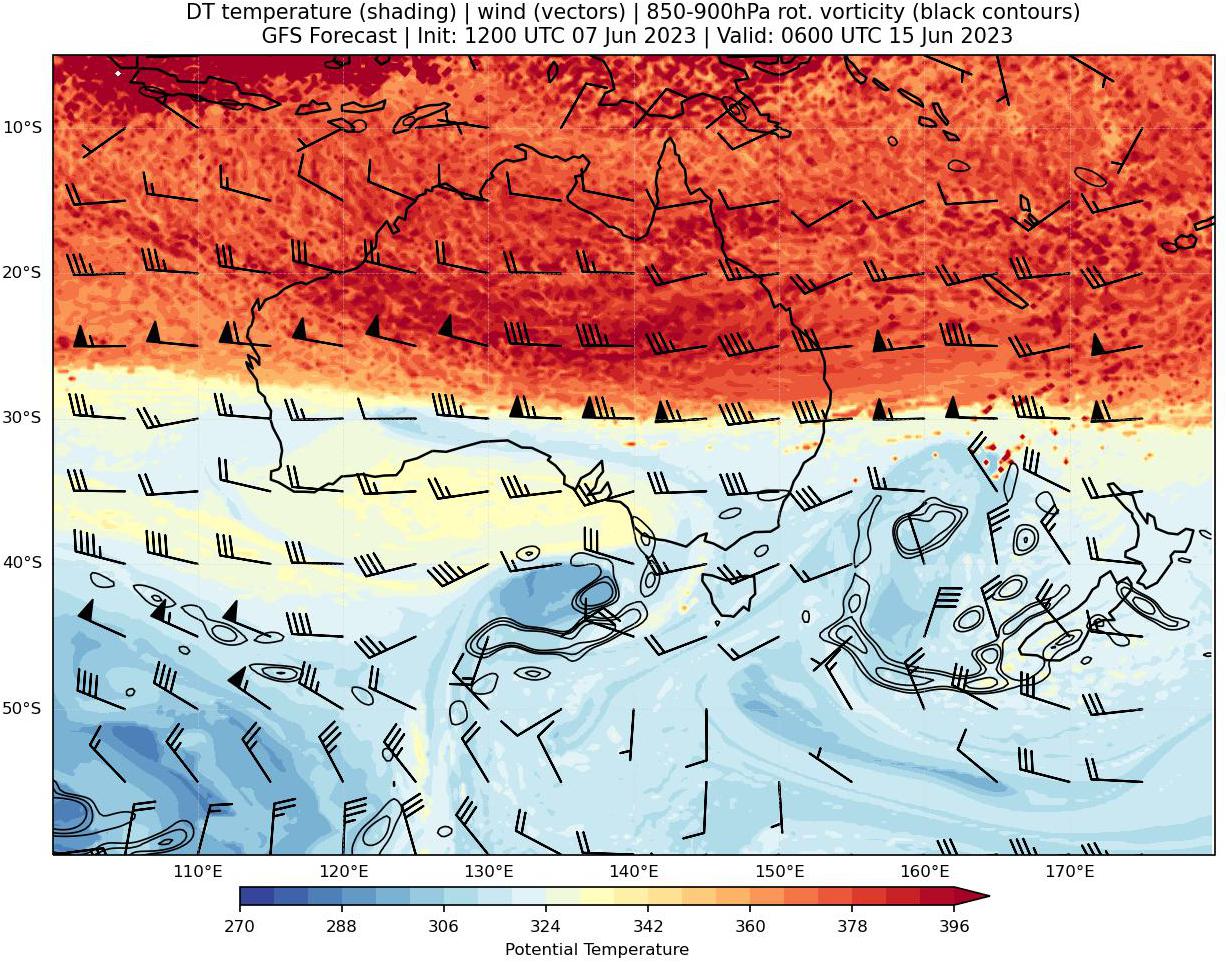 DT temperature (shading) | wind (vectors) | 850-900hPa rot. vorticity (black contours)
GFS Forecast | Init: 1200 UTC 07 Jun 2023 | Valid: 0600 UTC 15 Jun 2023
10°S
20°S
30°S
40°S
50°S
110°E 120°E 130°E 140°E 150°E 160°E 170°E
270 288 306 324 342 360 378 396
Potential Temperature